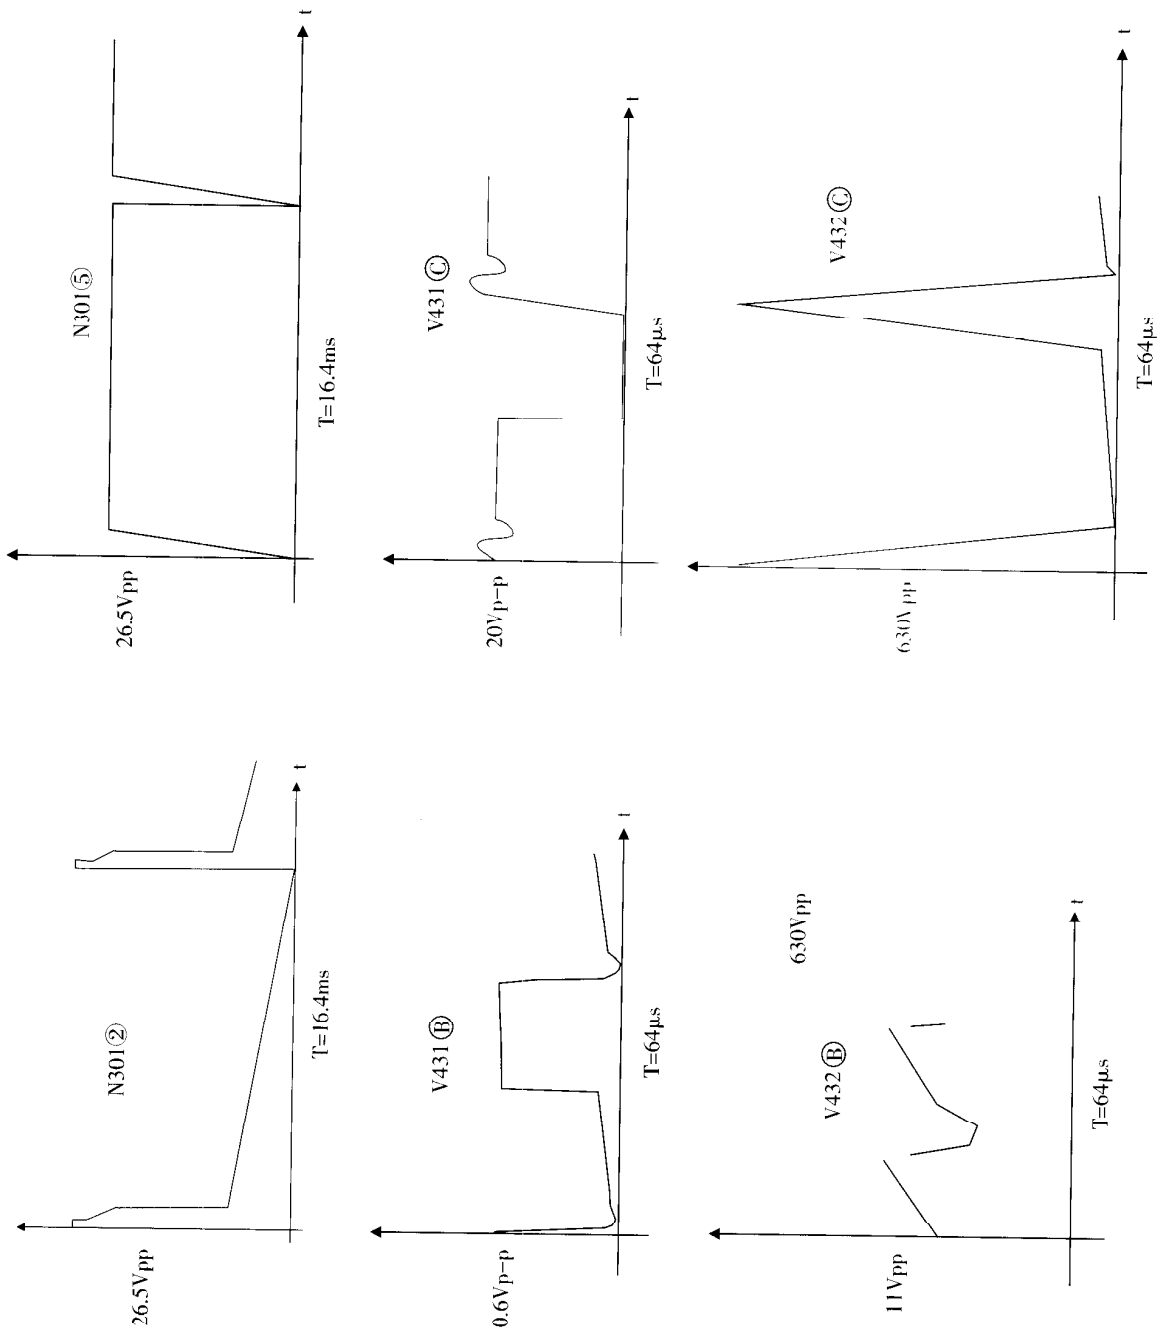 26.5Vpp
N301②
T=16.4ms
t
26.5Vpp
N301⑤
T=16.4ms
t
0.6Vp-p
V431Ⓑ
T=64μs
t
20Vp-p
V431Ⓒ
T=64μs
t
11Vpp
V432Ⓑ
630Vpp
T=64μs
t
630Vpp
V432Ⓒ
T=64μs
t